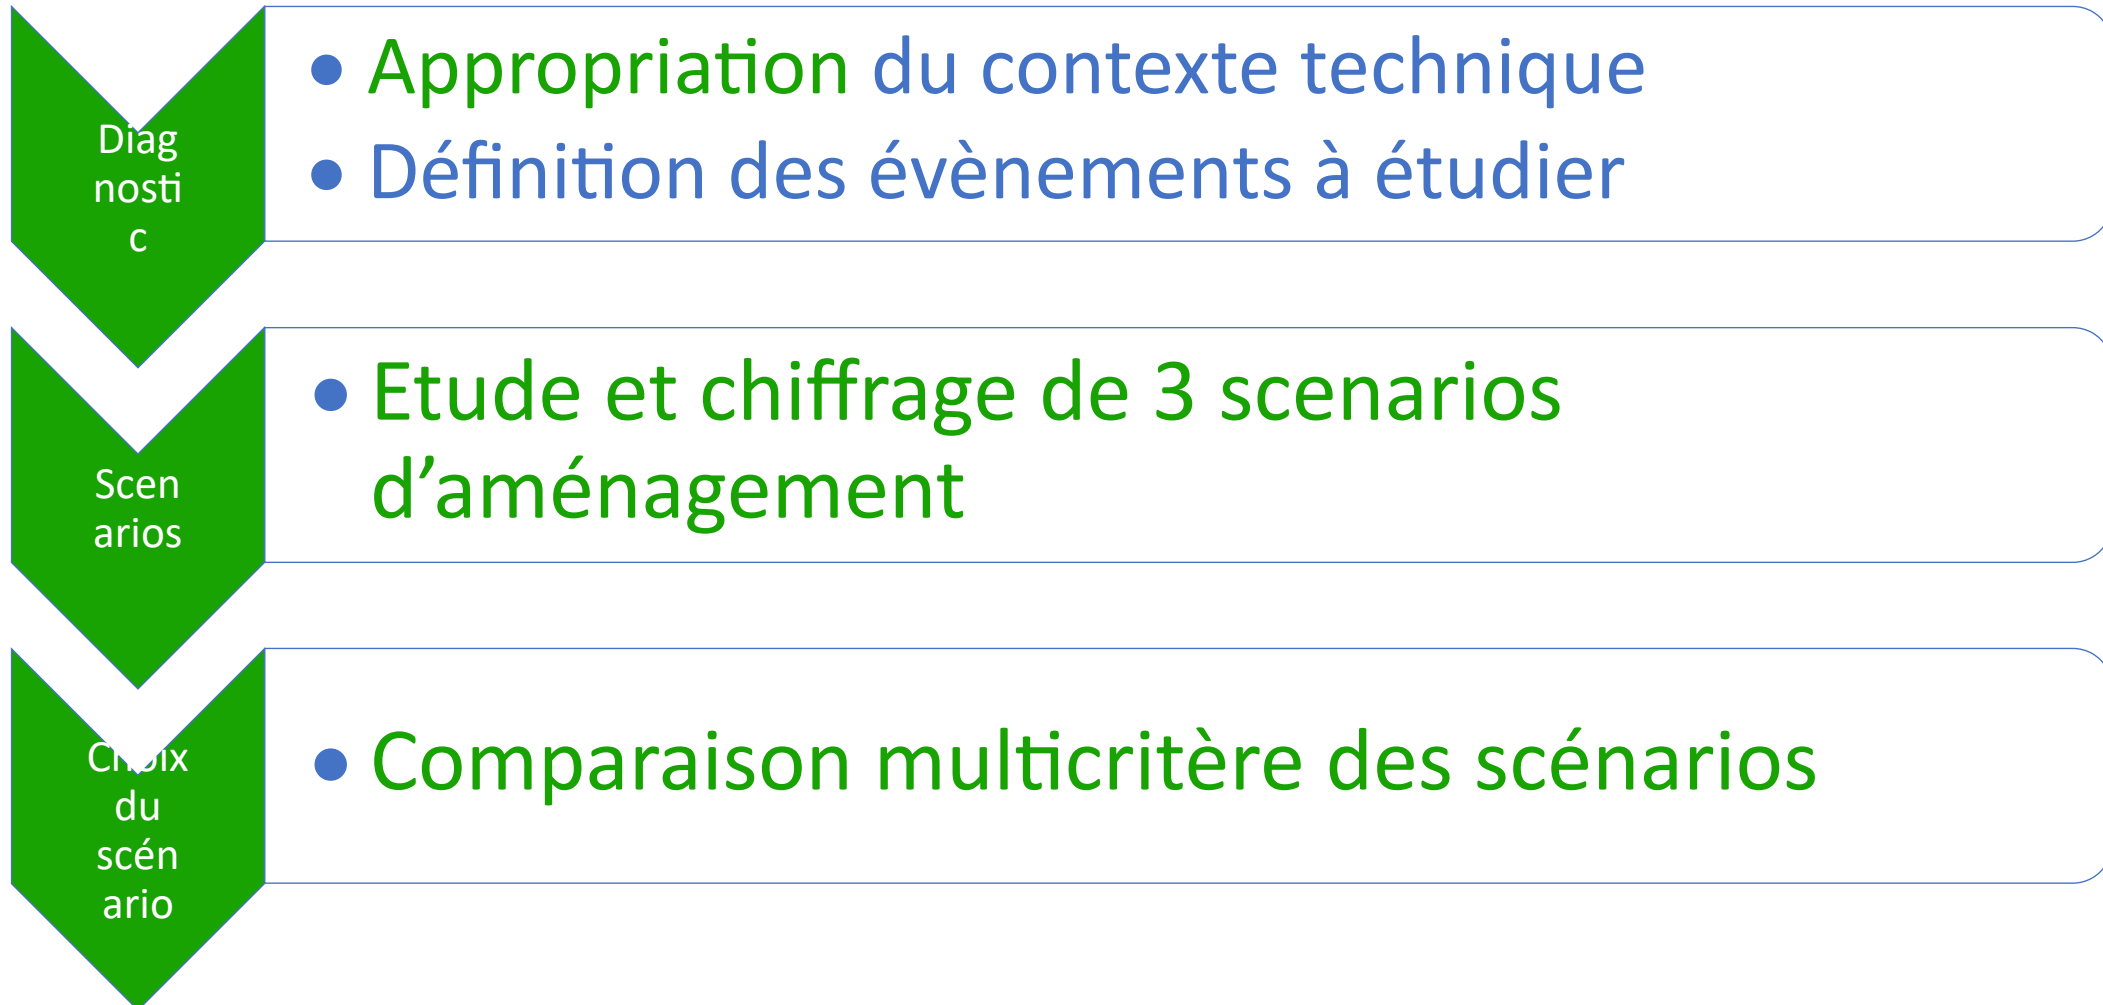 Diag
nosti
c
● Appropriation du contexte technique
● Définition des évènements à étudier
Scen
arios
● Etude et chiffrage de 3 scenarios
d’aménagement
Choix
du
scén
ario
● Comparaison multicritère des scénarios